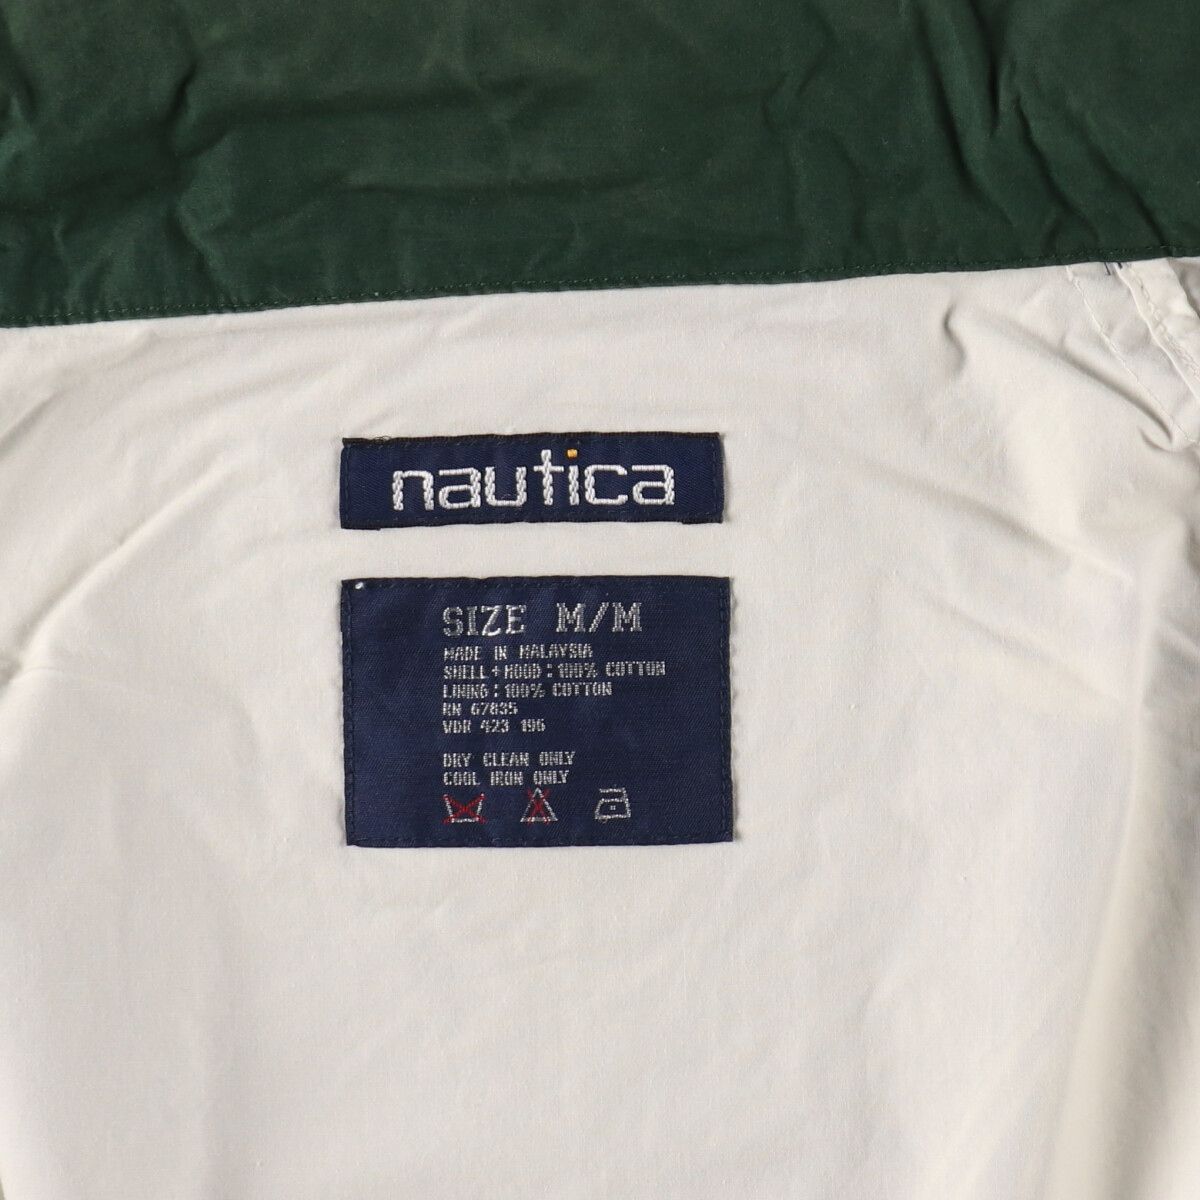 nautica
SIZE M/M
MADE IN MALAYSIA
SHELL + HOOD : 100% COTTON
LINING : 100% COTTON
RN 67835
VDR 423 196
DRY CLEAN ONLY
COOL IRON ONLY